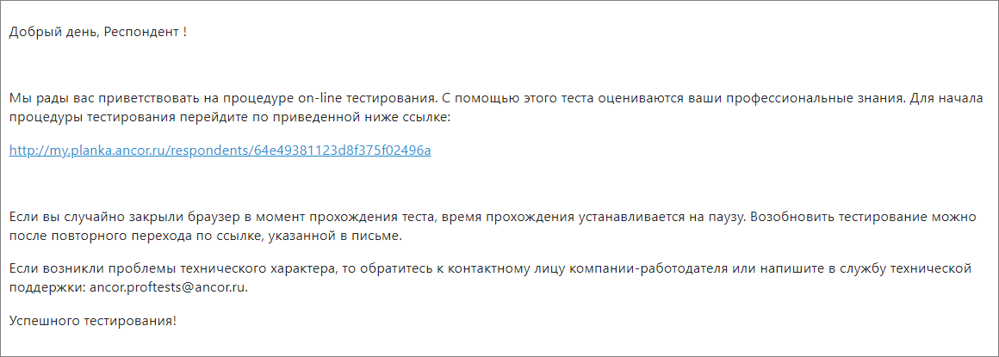 Добрый день, Респондент !
Мы рады вас приветствовать на процедуре on-line тестирования. С помощью этого теста оцениваются ваши профессиональные знания. Для начала
процедуры тестирования перейдите по приведенной ниже ссылке:
http://my.planka.ancor.ru/respondents/64e49381123d8f375f02496a
Если вы случайно закрыли браузер в момент прохождения теста, время прохождения устанавливается на паузу. Возобновить тестирование можно
после повторного перехода по ссылке, указанной в письме.
Если возникли проблемы технического характера, то обратитесь к контактному лицу компании-работодателя или напишите в службу технической
поддержки: ancor.proftests@ancor.ru.
Успешного тестирования!